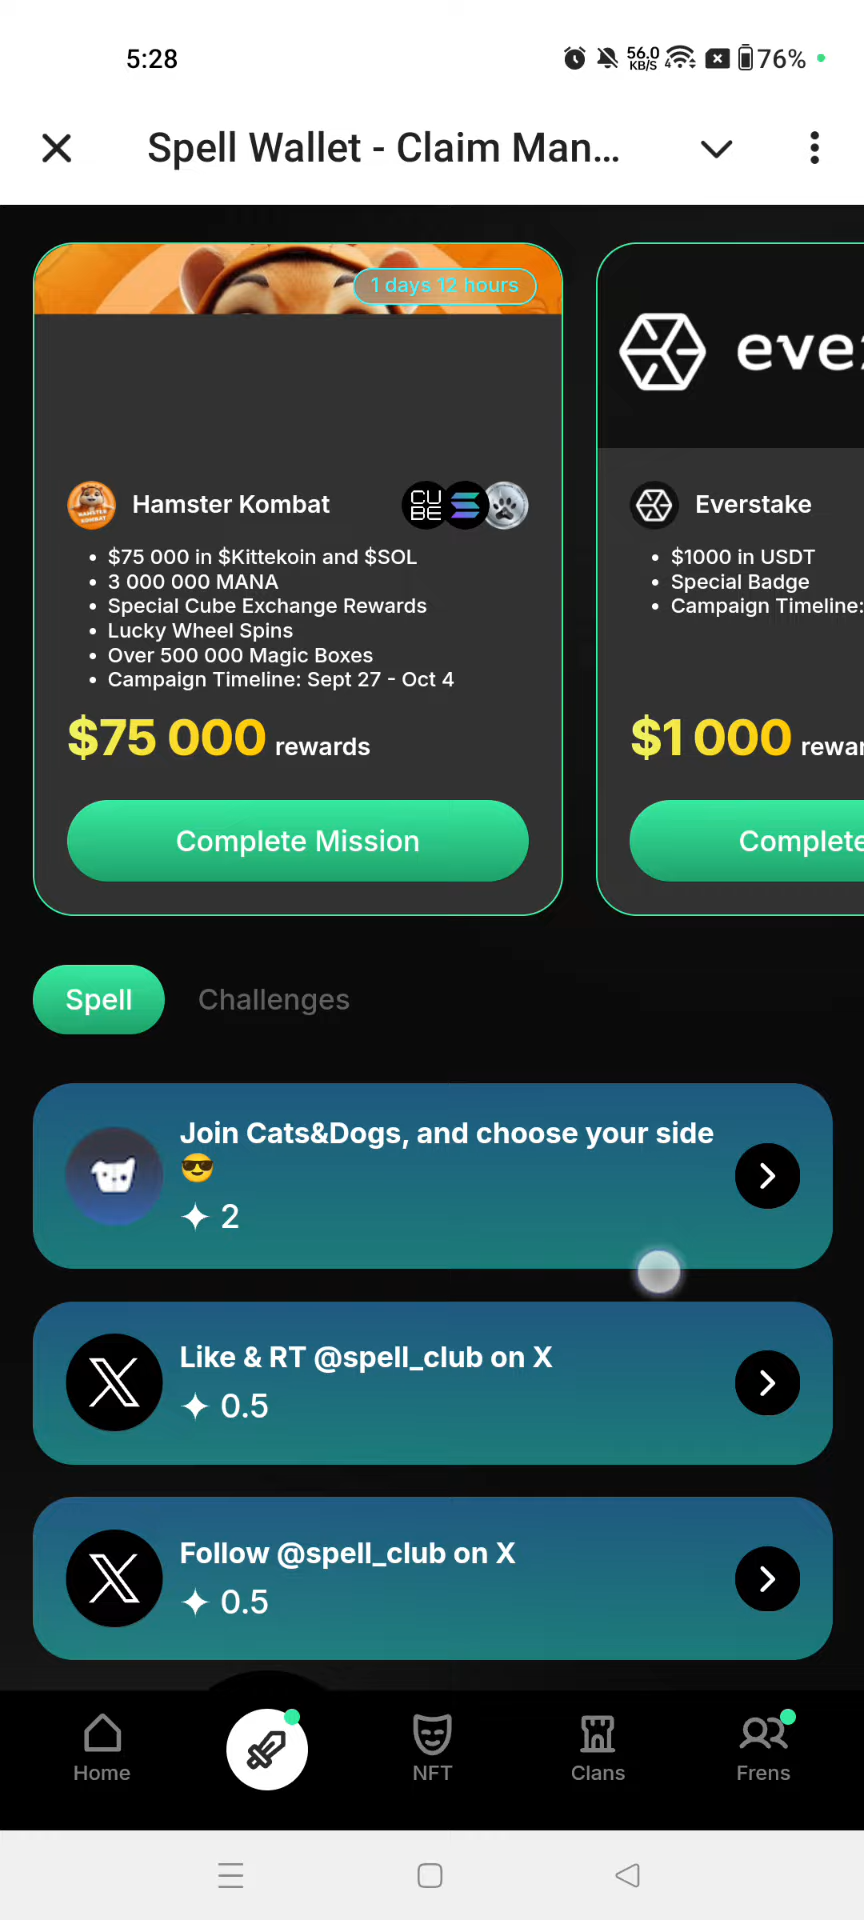 5:28
56.0
KB/S
4
76%
Spell Wallet - Claim Man...
1 days 12 hours
Hamster Kombat
CU
BE
• $75 000 in $Kittekoin and $SOL
• 3 000 000 MANA
• Special Cube Exchange Rewards
• Lucky Wheel Spins
• Over 500 000 Magic Boxes
• Campaign Timeline: Sept 27 - Oct 4
$75 000 rewards
Complete Mission
Everstake
• $1000 in USDT
• Special Badge
• Campaign Timeline:
$1 000 rewar
Complete
Spell
Challenges
Join Cats&Dogs, and choose your side
😎
2
Like & RT @spell_club on X
0.5
Follow @spell_club on X
0.5
Home
NFT
Clans
Frens